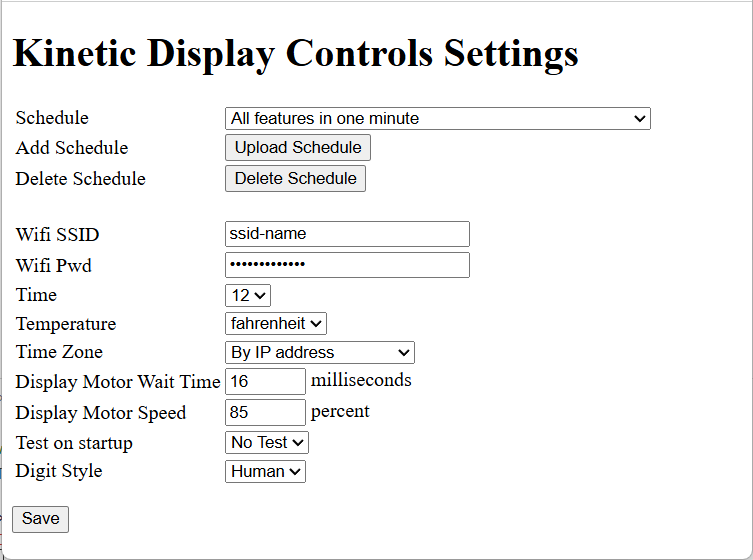 Kinetic Display Controls Settings
Schedule All features in one minute
Add Schedule Upload Schedule
Delete Schedule Delete Schedule
Wifi SSID ssid-name
Wifi Pwd •••••••••••••
Time 12
Temperature fahrenheit
Time Zone By IP address
Display Motor Wait Time 16 milliseconds
Display Motor Speed 85 percent
Test on startup No Test
Digit Style Human
Save